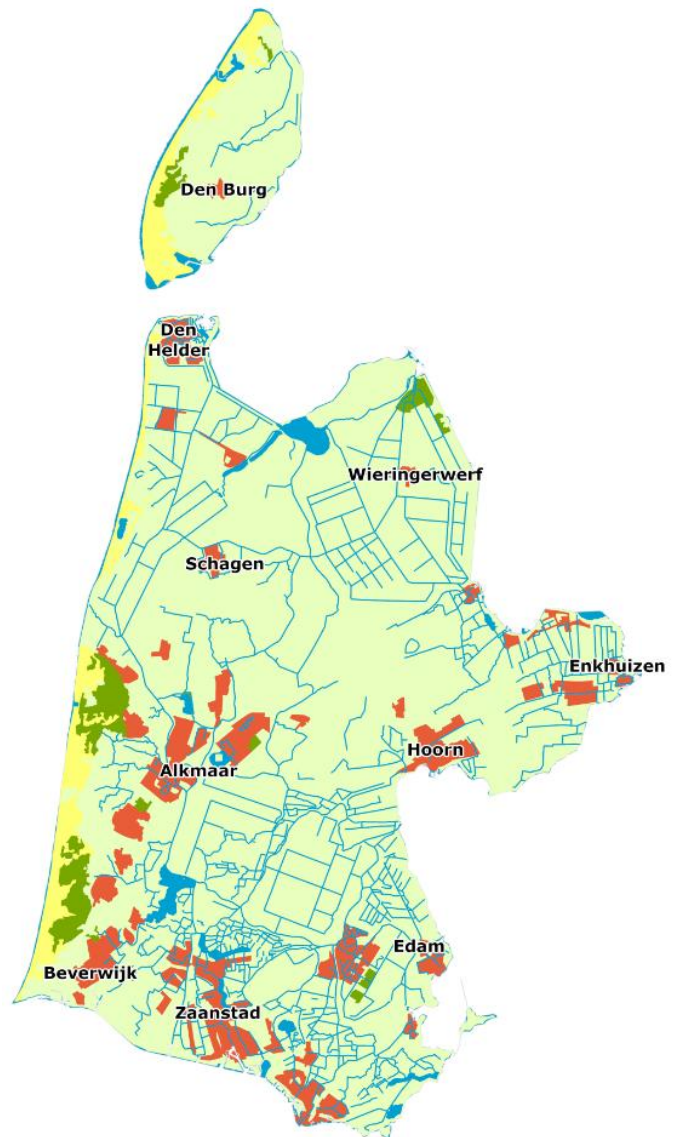 Den Burg
Den
Helder
Wieringerwerf
Schagen
Enkhuizen
Hoorn
Alkmaar
Edam
Beverwijk
Zaanstad